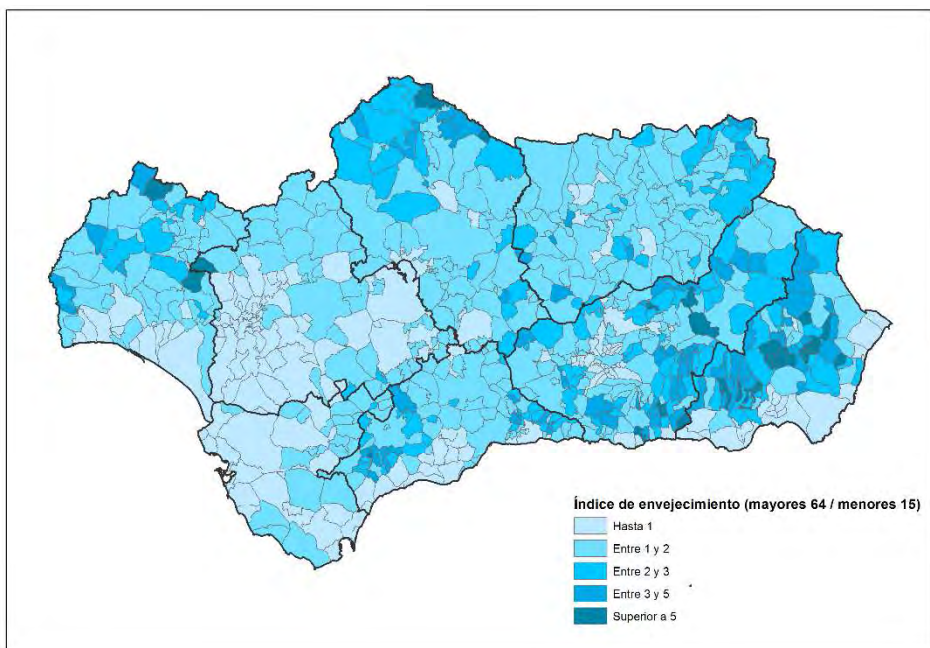 Índice de envejecimiento (mayores 64 / menores 15)
Hasta 1
Entre 1 y 2
Entre 2 y 3
Entre 3 y 5
Superior a 5